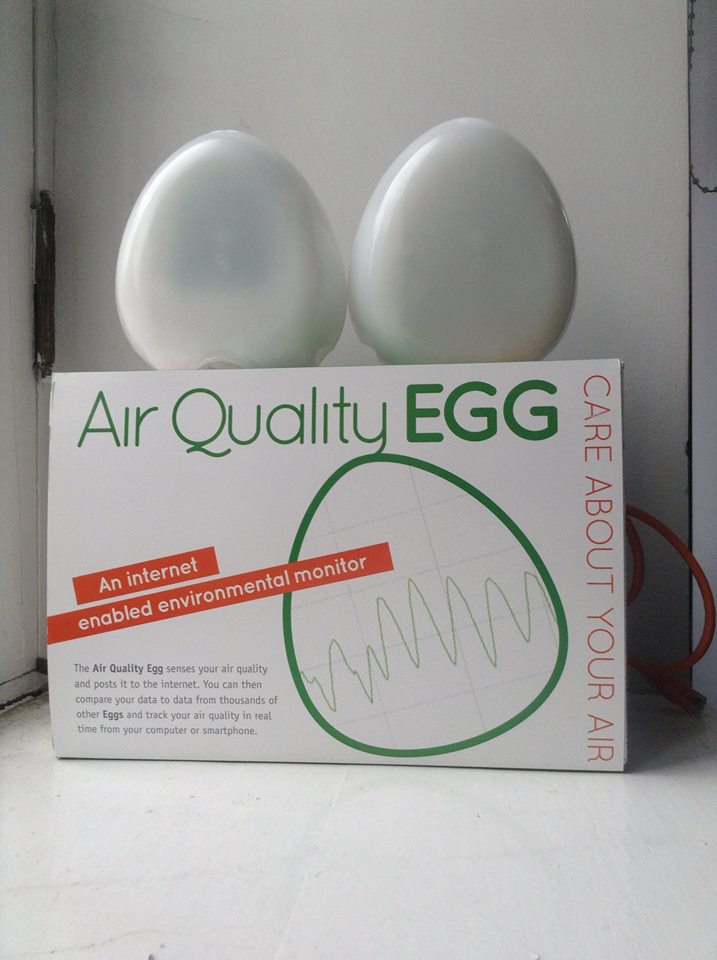 Air Quality EGG
CARE ABOUT YOUR AIR
An internet
enabled environmental monitor
The Air Quality Egg senses your air quality
and posts it to the internet. You can then
compare your data to data from thousands of
other Eggs and track your air quality in real
time from your computer or smartphone.